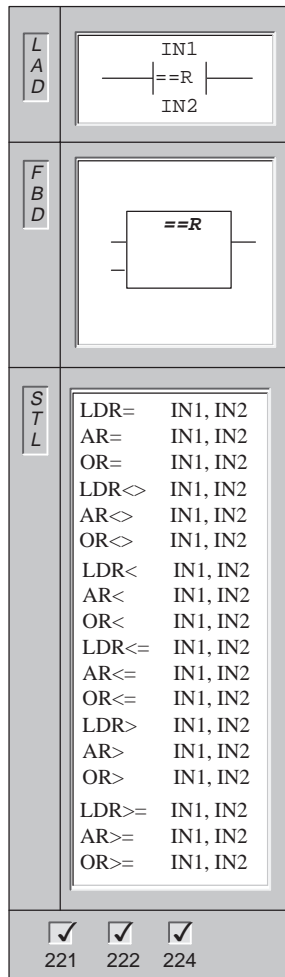 LAD
IN1
==R
IN2
FBD
==R
STL
LDR= IN1, IN2
AR= IN1, IN2
OR= IN1, IN2
LDR<> IN1, IN2
AR<> IN1, IN2
OR<> IN1, IN2
LDR< IN1, IN2
AR< IN1, IN2
OR< IN1, IN2
LDR<= IN1, IN2
AR<= IN1, IN2
OR<= IN1, IN2
LDR> IN1, IN2
AR> IN1, IN2
OR> IN1, IN2
LDR>= IN1, IN2
AR>= IN1, IN2
OR>= IN1, IN2
221 222 224